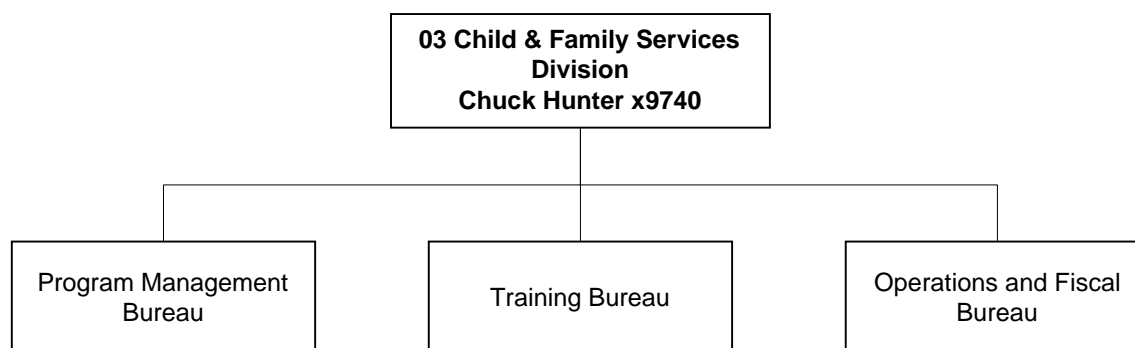 03 Child & Family Services
Division
Chuck Hunter x9740
Program Management
Bureau
Training Bureau
Operations and Fiscal
Bureau